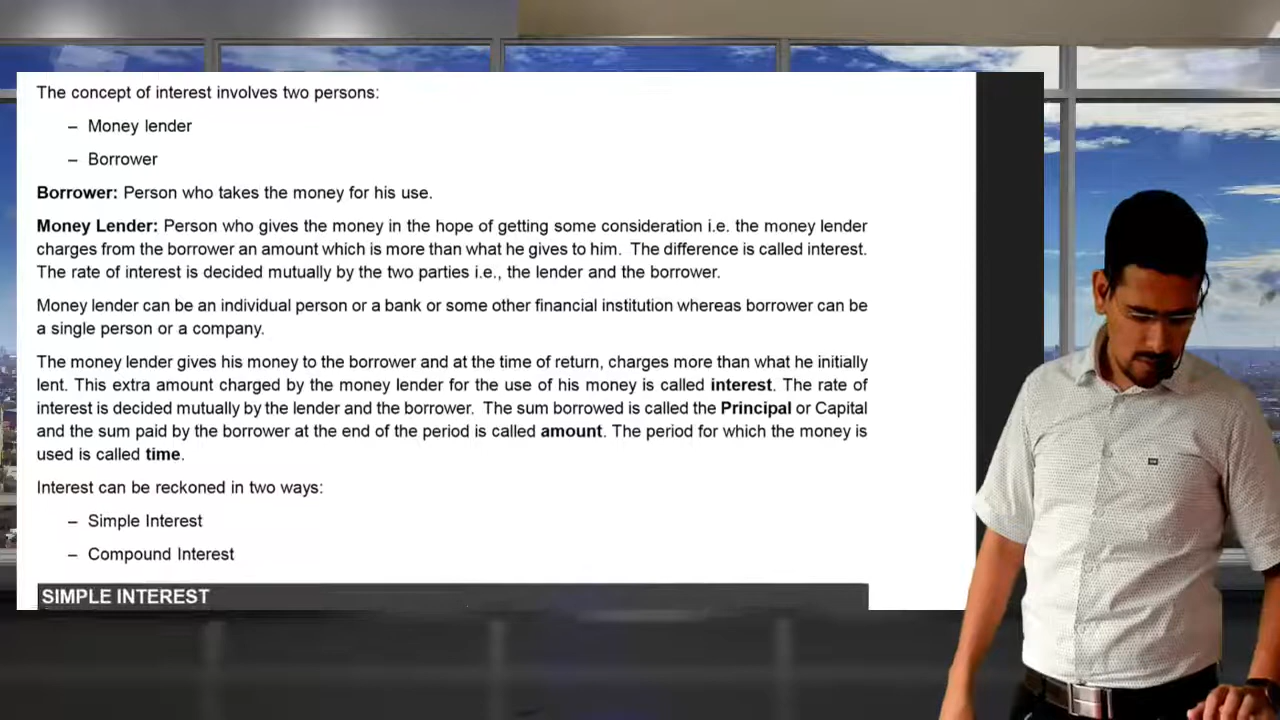 The concept of interest involves two persons:
– Money lender
– Borrower
Borrower: Person who takes the money for his use.
Money Lender: Person who gives the money in the hope of getting some consideration i.e. the money lender
charges from the borrower an amount which is more than what he gives to him. The difference is called interest.
The rate of interest is decided mutually by the two parties i.e., the lender and the borrower.
Money lender can be an individual person or a bank or some other financial institution whereas borrower can be
a single person or a company.
The money lender gives his money to the borrower and at the time of return, charges more than what he initially
lent. This extra amount charged by the money lender for the use of his money is called interest. The rate of
interest is decided mutually by the lender and the borrower. The sum borrowed is called the Principal or Capital
and the sum paid by the borrower at the end of the period is called amount. The period for which the money is
used is called time.
Interest can be reckoned in two ways:
– Simple Interest
– Compound Interest
SIMPLE INTEREST